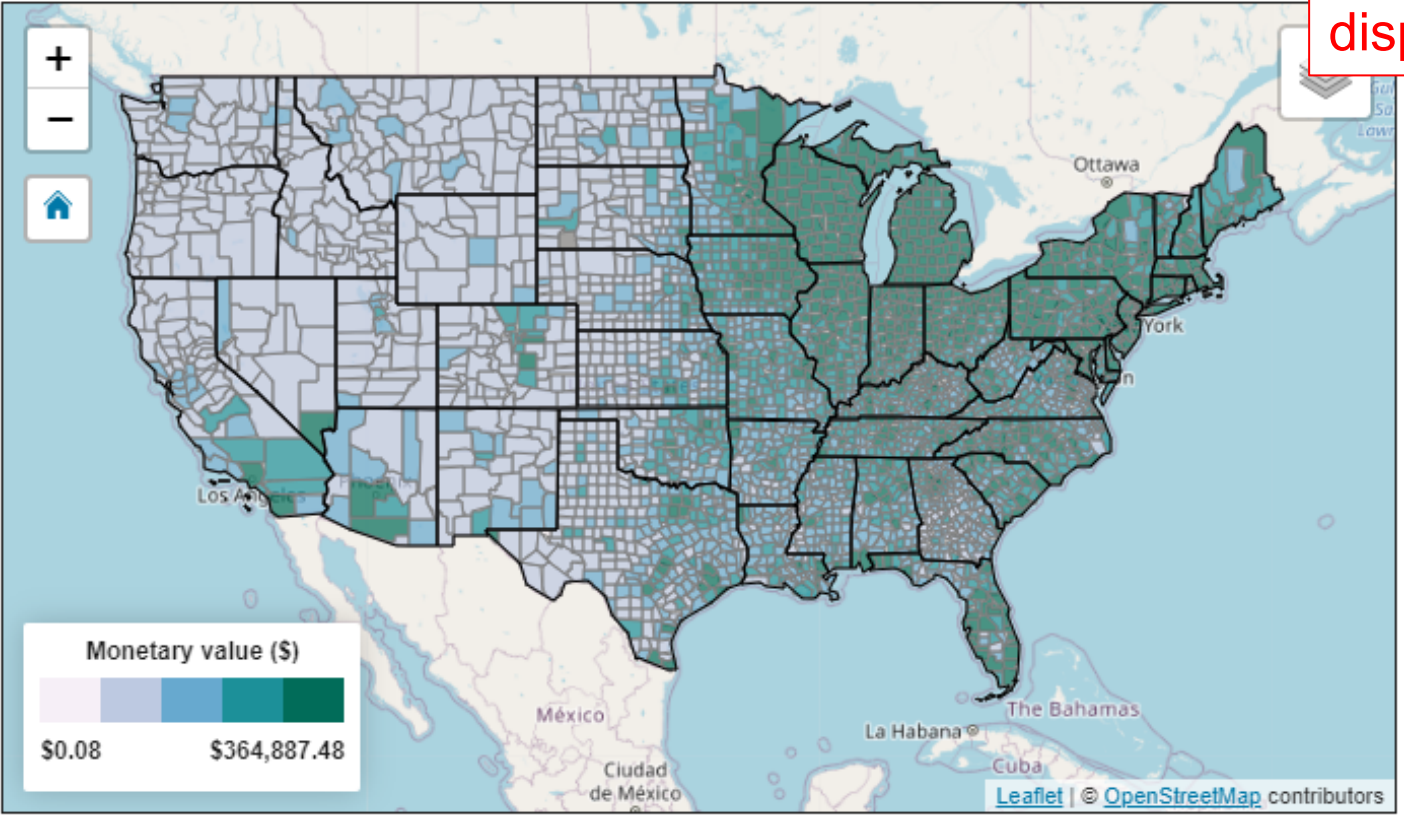 +
−
disp
Ottawa
York
Los Angeles
Phoenix
Monetary value ($)
$0.08
$364,887.48
México
Ciudad
de México
La Habana
The Bahamas
Cuba
Leaflet | © OpenStreetMap contributors